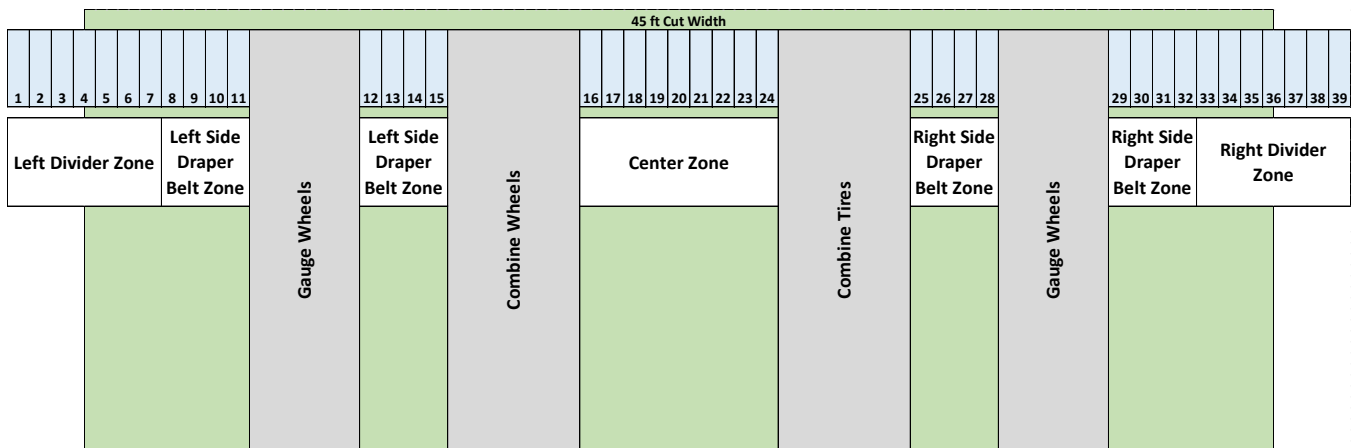 45 ft Cut Width
1 2 3 4 5 6 7 8 9 10 11 12 13 14 15 16 17 18 19 20 21 22 23 24 25 26 27 28 29 30 31 32 33 34 35 36 37 38 39
Left Divider Zone
Left Side
Draper
Belt Zone
Gauge Wheels
Left Side
Draper
Belt Zone
Combine Wheels
Center Zone
Combine Tires
Right Side
Draper
Belt Zone
Gauge Wheels
Right Side
Draper
Belt Zone
Right Divider
Zone